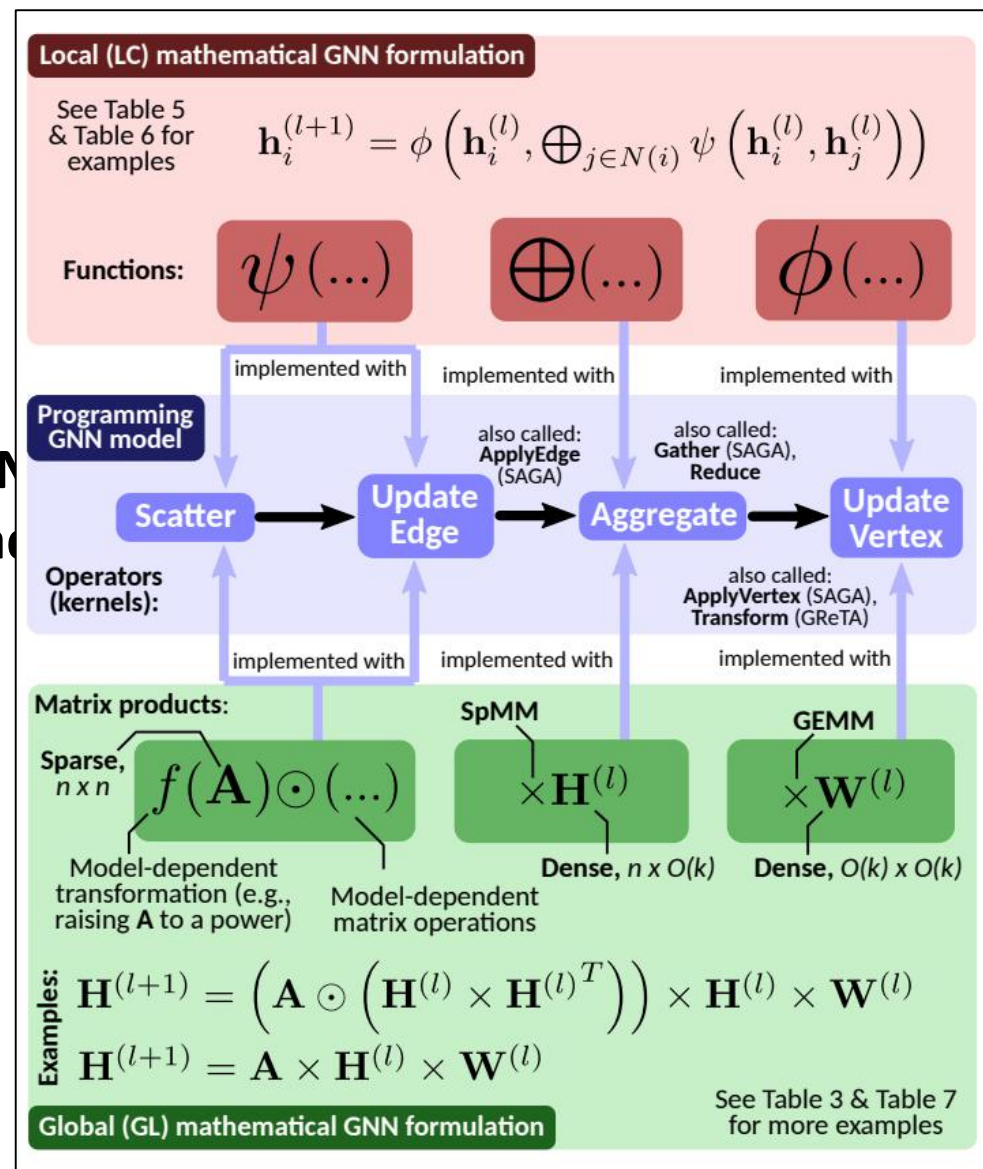 Local (LC) mathematical GNN formulation
See Table 5
& Table 6 for
examples
h_i^{(l+1)} = ϕ ( h_i^{(l)}, ⨁_{j∈N(i)} ψ ( h_i^{(l)}, h_j^{(l)} ) )
Functions:
ψ(...)
⨁(...)
ϕ(...)
implemented with
implemented with
implemented with
Programming
GNN model
also called:
ApplyEdge
(SAGA)
also called:
Gather (SAGA),
Reduce
Scatter
Update
Edge
Aggregate
Update
Vertex
Operators
(kernels):
also called:
ApplyVertex (SAGA),
Transform (GReTA)
implemented with
implemented with
implemented with
Matrix products:
Sparse,
n x n
f(A)⊙(...)
SpMM
×H^{(l)}
GEMM
×W^{(l)}
Model-dependent
transformation (e.g.,
raising A to a power)
Model-dependent
matrix operations
Dense, n x O(k)
Dense, O(k) x O(k)
Examples:
H^{(l+1)} = ( A ⊙ ( H^{(l)} × H^{(l)T} ) ) × H^{(l)} × W^{(l)}
H^{(l+1)} = A × H^{(l)} × W^{(l)}
See Table 3 & Table 7
for more examples
Global (GL) mathematical GNN formulation